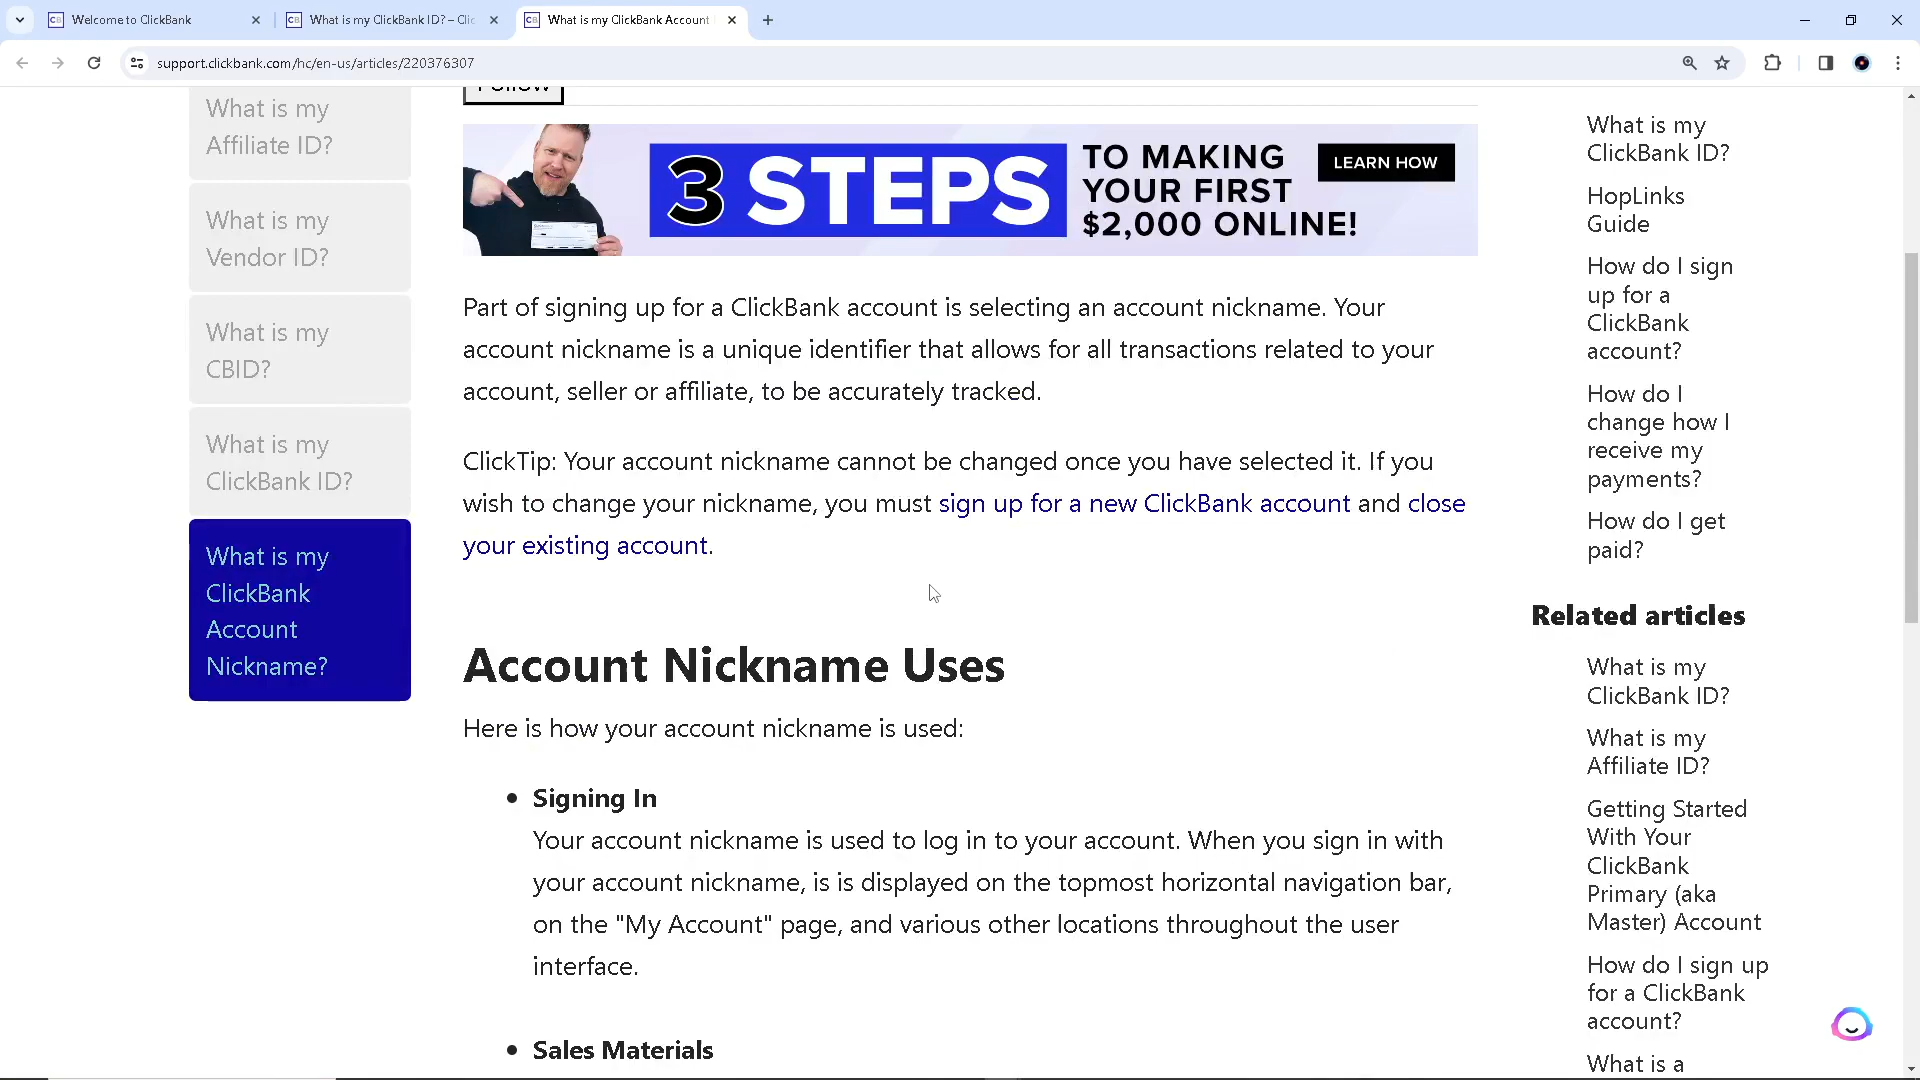 Welcome to ClickBank
What is my ClickBank ID? – Clic
What is my ClickBank Account
support.clickbank.com/hc/en-us/articles/220376307
What is my
Affiliate ID?
What is my
Vendor ID?
What is my
CBID?
What is my
ClickBank ID?
What is my
ClickBank
Account
Nickname?
Follow
3 STEPS
TO MAKING
YOUR FIRST
$2,000 ONLINE!
LEARN HOW
Part of signing up for a ClickBank account is selecting an account nickname. Your
account nickname is a unique identifier that allows for all transactions related to your
account, seller or affiliate, to be accurately tracked.
ClickTip: Your account nickname cannot be changed once you have selected it. If you
wish to change your nickname, you must sign up for a new ClickBank account and close
your existing account.
Account Nickname Uses
Here is how your account nickname is used:
• Signing In
Your account nickname is used to log in to your account. When you sign in with
your account nickname, is is displayed on the topmost horizontal navigation bar,
on the "My Account" page, and various other locations throughout the user
interface.
• Sales Materials
What is my
ClickBank ID?
HopLinks
Guide
How do I sign
up for a
ClickBank
account?
How do I
change how I
receive my
payments?
How do I get
paid?
Related articles
What is my
ClickBank ID?
What is my
Affiliate ID?
Getting Started
With Your
ClickBank
Primary (aka
Master) Account
How do I sign up
for a ClickBank
account?
What is a